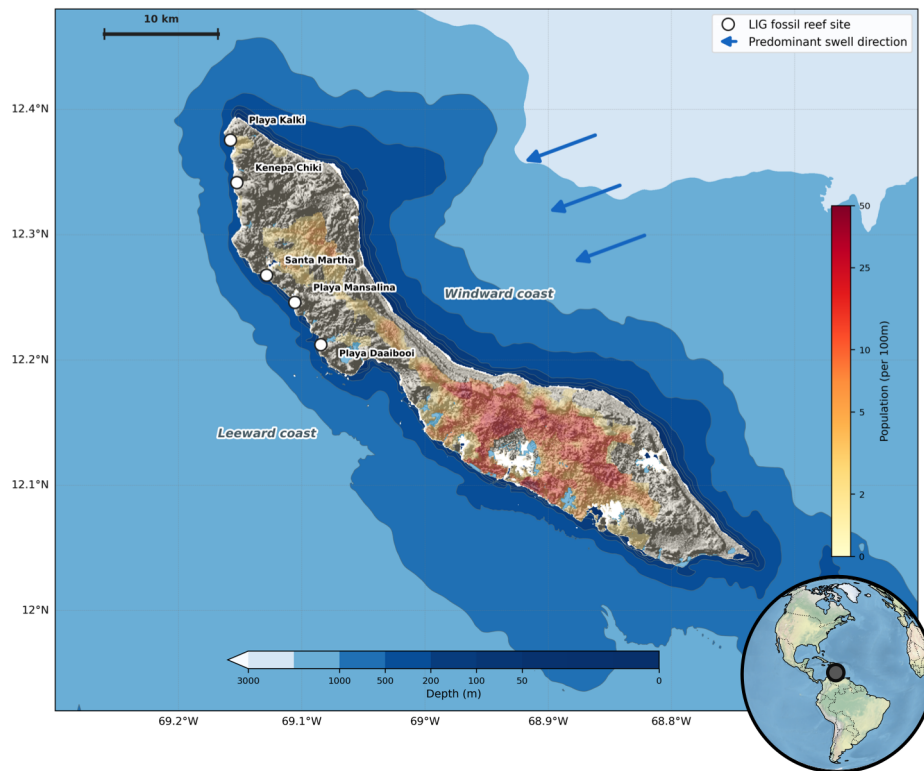 10 km
LIG fossil reef site
Predominant swell direction
12.4°N
12.3°N
12.2°N
12.1°N
12°N
Playa Kalki
Kenepa Chiki
Santa Martha
Playa Mansalina
Playa Daaibooi
Windward coast
Leeward coast
50
25
10
5
2
0
Population (per 100m)
3000
1000
500
200
100
50
0
Depth (m)
69.2°W
69.1°W
69°W
68.9°W
68.8°W